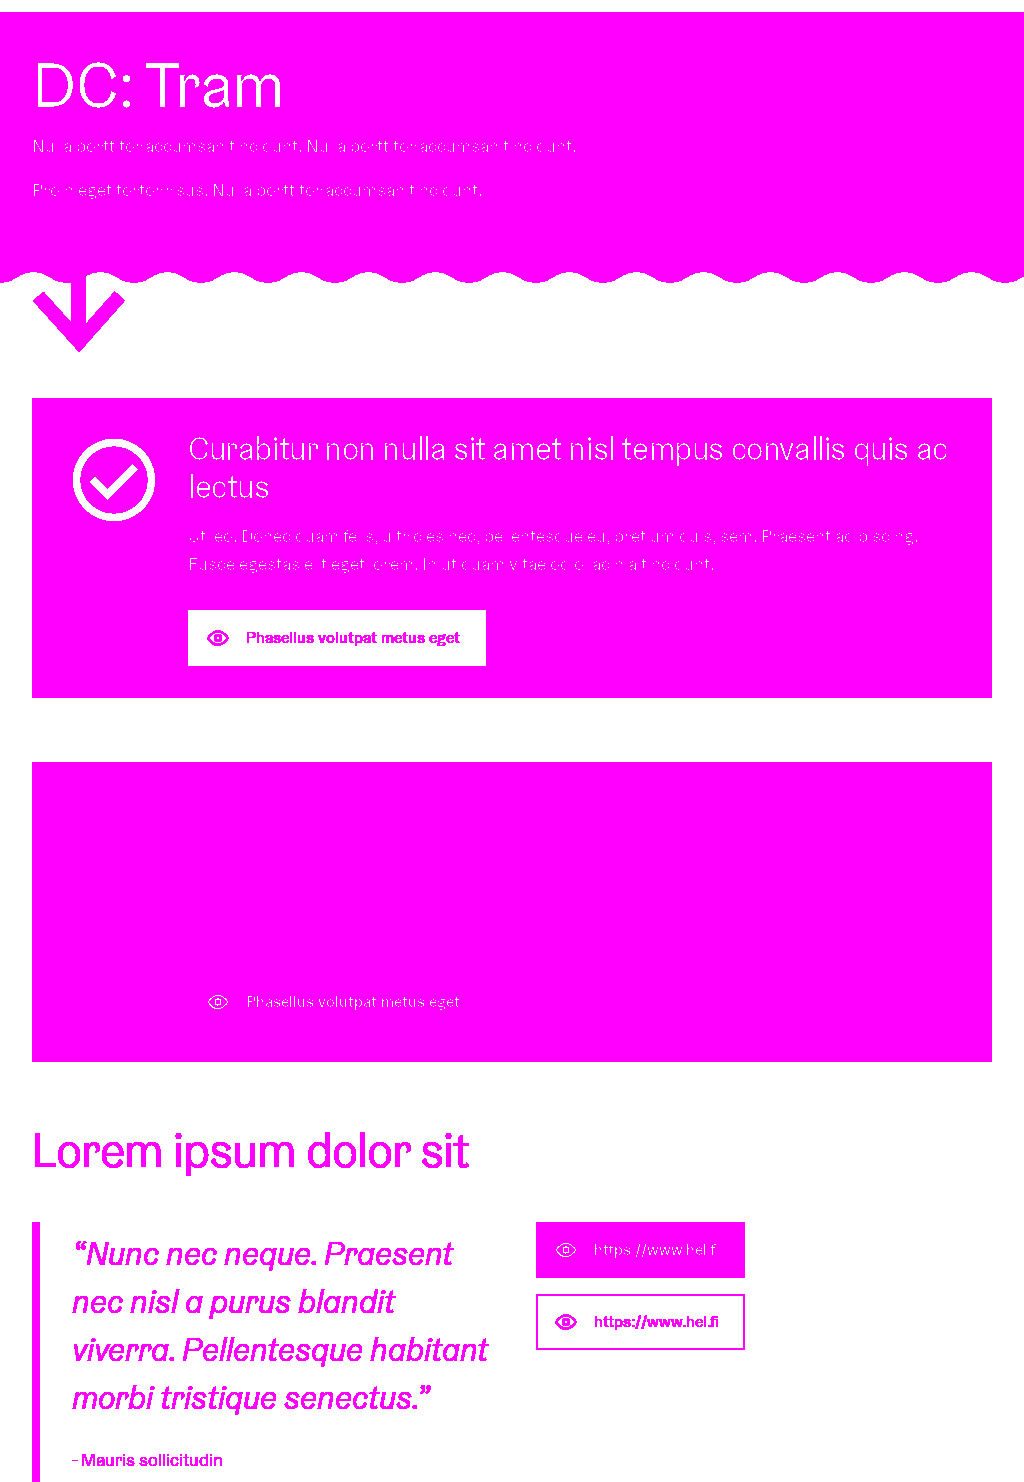 DC: Tram
Nulla porttitor accumsan tincidunt. Nulla porttitor accumsan tincidunt.
Proin eget tortor risus. Nulla porttitor accumsan tincidunt.
Curabitur non nulla sit amet nisl tempus convallis quis ac
lectus
Ut leo. Donec quam felis, ultricies nec, pellentesque eu, pretium quis, sem. Praesent adipiscing.
Fusce egestas elit eget lorem. In ut quam vitae odio lacinia tincidunt.
Phasellus volutpat metus eget
Phasellus volutpat metus eget
Lorem ipsum dolor sit
“Nunc nec neque. Praesent
nec nisl a purus blandit
viverra. Pellentesque habitant
morbi tristique senectus.”
- Mauris sollicitudin
https://www.hel.fi
https://www.hel.fi